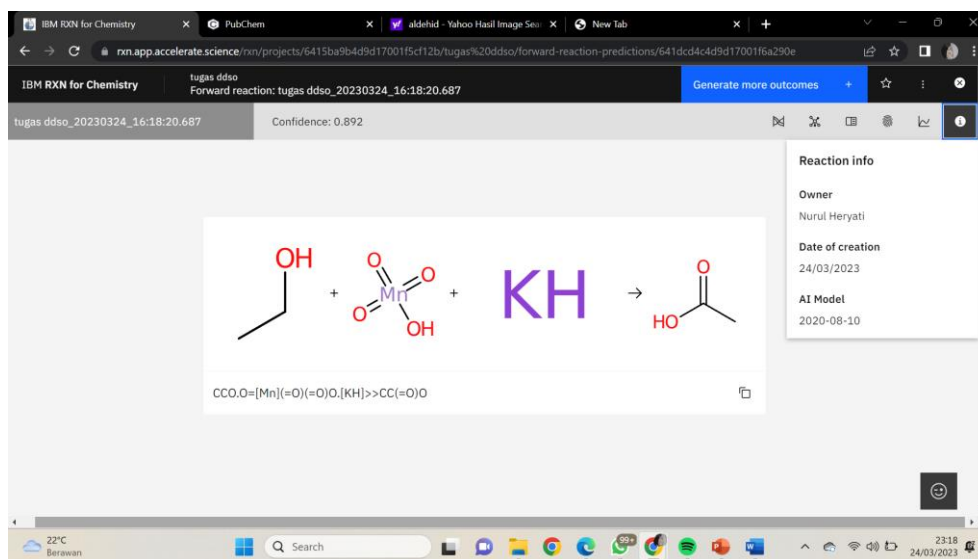 IBM RXN for Chemistry
PubChem
aldehid - Yahoo Hasil Image Sea
New Tab
rxn.app.accelerate.science/rxn/projects/6415ba9b4d9d17001f5cf12b/tugas%20ddso/forward-reaction-predictions/641dcd4c4d9d17001f6a290e
IBM RXN for Chemistry
tugas ddso
Forward reaction: tugas ddso_20230324_16:18:20.687
Generate more outcomes +
tugas ddso_20230324_16:18:20.687
Confidence: 0.892
Reaction info
Owner
Nurul Heryati
Date of creation
24/03/2023
AI Model
2020-08-10
OH
+
O
O
Mn
O
OH
+
KH
→
O
HO
CCO.O=[Mn](=O)(=O)O.[KH]>>CC(=O)O
22°C
Berawan
Search
99+
23:18
24/03/2023